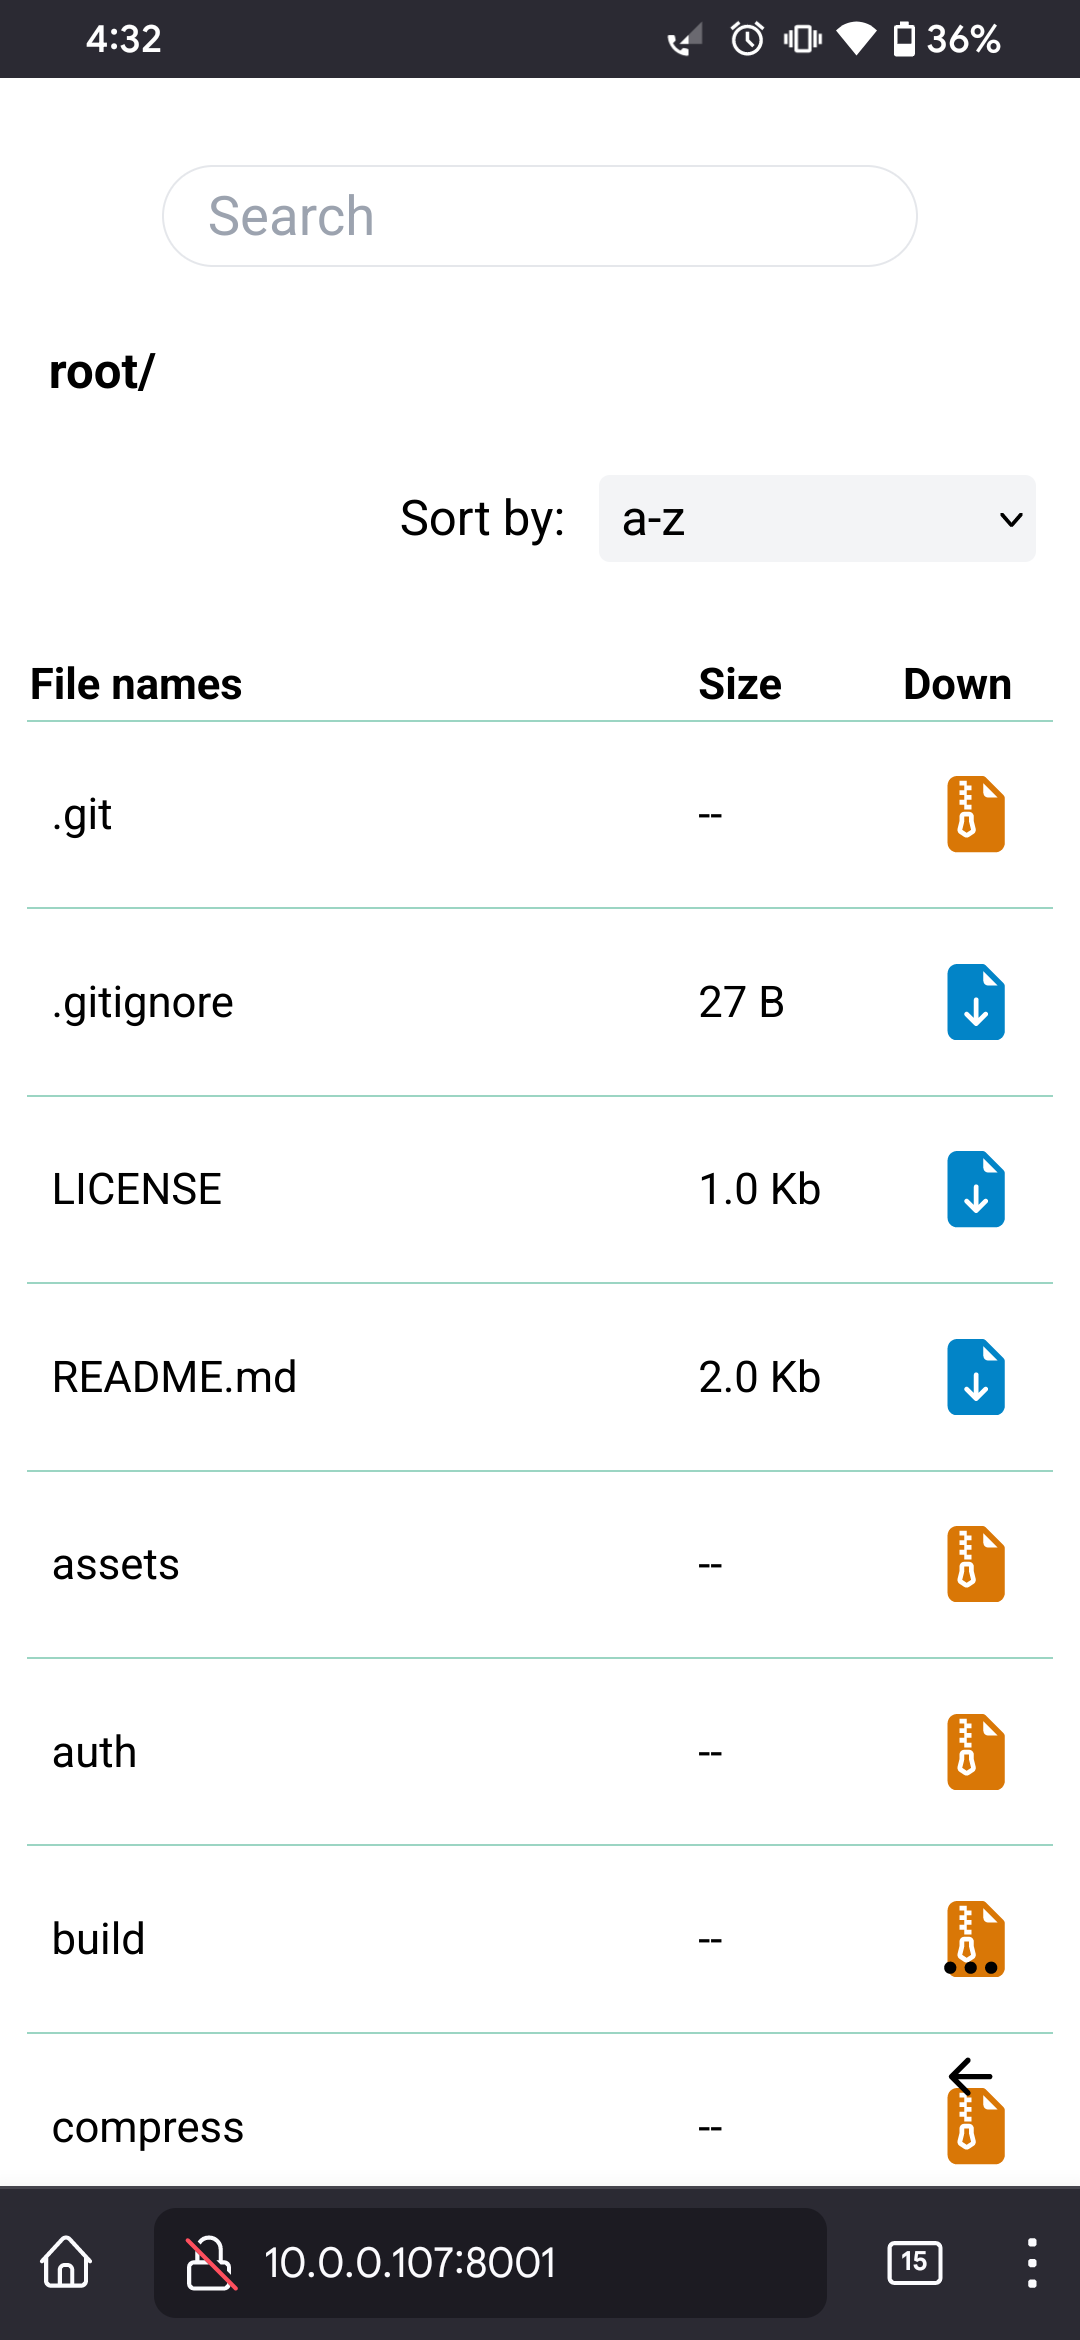 4:32 36%
Search
root/
Sort by: a-z
File names Size Down
.git --
.gitignore 27 B
LICENSE 1.0 Kb
README.md 2.0 Kb
assets --
auth --
build --
compress --
10.0.0.107:8001 15